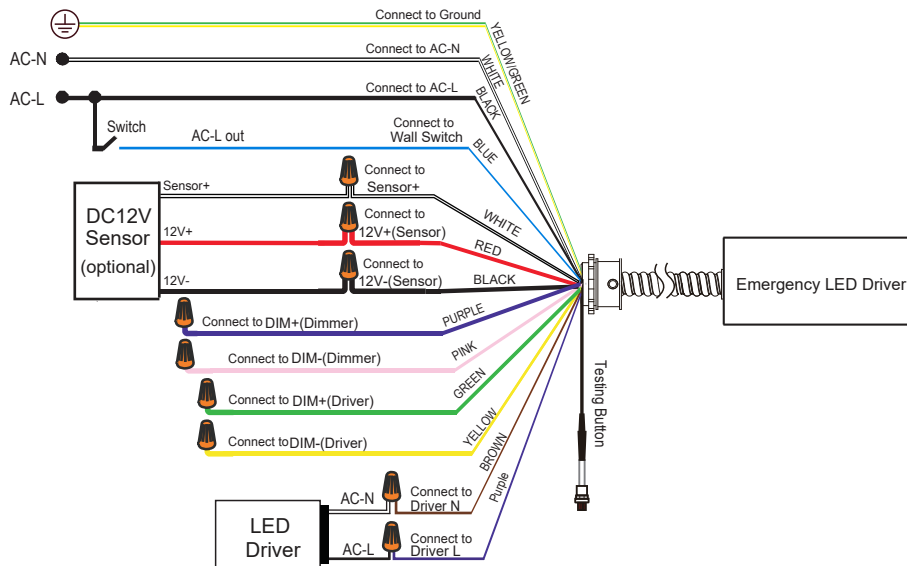 Connect to Ground
AC-N
Connect to AC-N
AC-L
Connect to AC-L
Switch
AC-L out
Connect to
Wall Switch
YELLOW/GREEN
WHITE
BLACK
BLUE
DC12V
Sensor
(optional)
Sensor+
Connect to
Sensor+
WHITE
12V+
Connect to
12V+(Sensor)
RED
12V-
Connect to
12V-(Sensor)
BLACK
Connect to DIM+(Dimmer)
PURPLE
Connect to DIM-(Dimmer)
PINK
Connect to DIM+(Driver)
GREEN
Connect to DIM-(Driver)
YELLOW
BROWN
Purple
Testing Button
Emergency LED Driver
LED
Driver
AC-N
Connect to
Driver N
AC-L
Connect to
Driver L